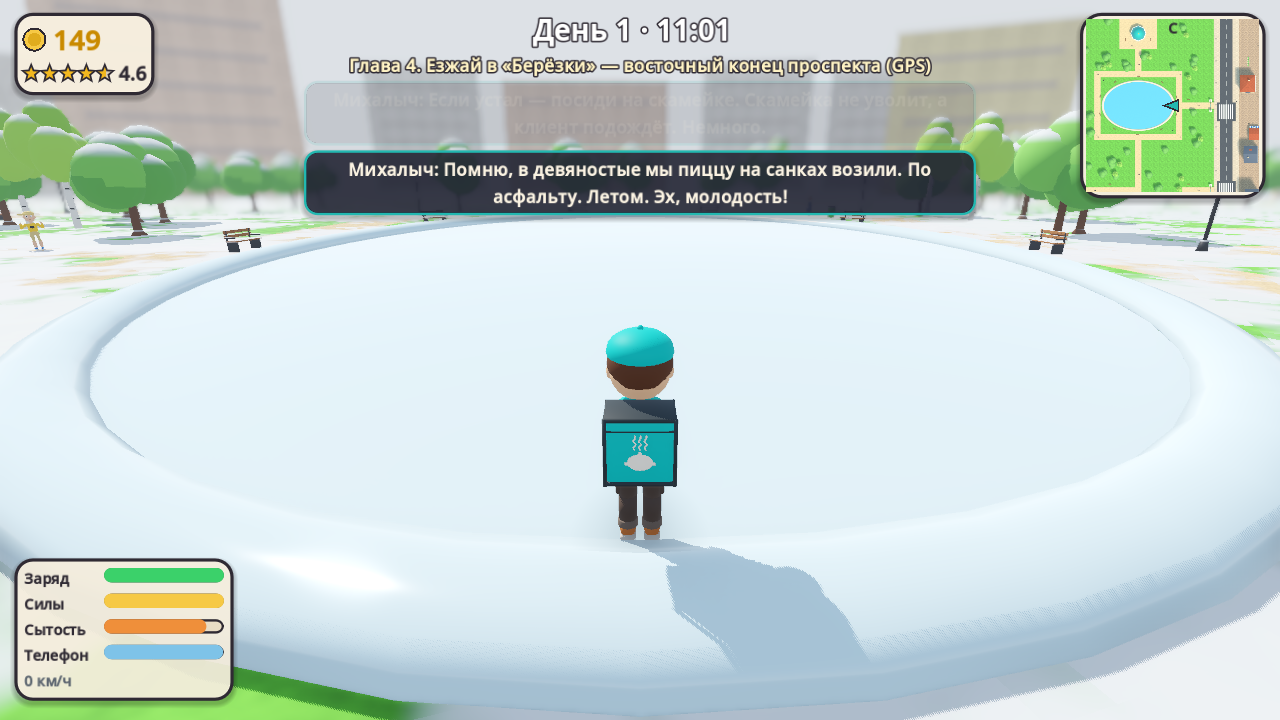 149
4.6
День 1 · 11:01
Глава 4. Езжай в «Берёзки» — восточный конец проспекта (GPS)
Михалыч: Если устал — посиди на скамейке. Скамейка не уволит, а
клиент подождёт. Немного.
Михалыч: Помню, в девяностые мы пиццу на санках возили. По
асфальту. Летом. Эх, молодость!
С
Заряд
Силы
Сытость
Телефон
0 км/ч